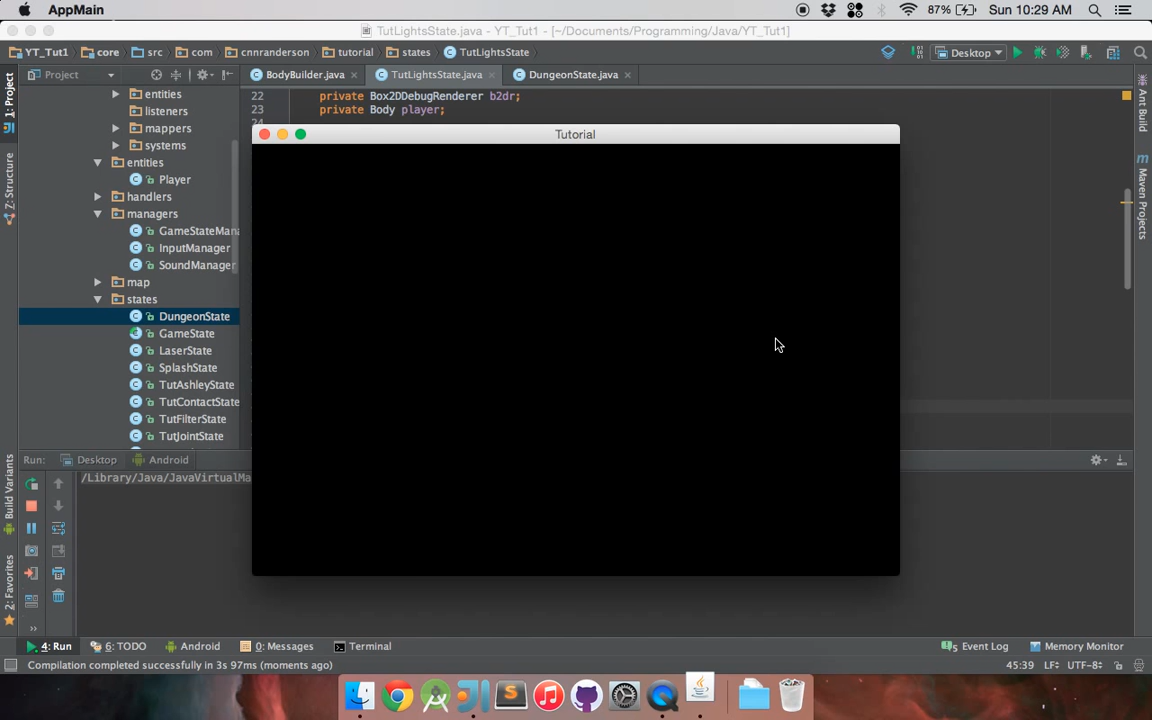 AppMain
87%
Sun 10:29 AM
TutLightsState.java - [~/Documents/Programming/Java/YT_Tut1]
YT_Tut1
core
src
com
cnnranderson
tutorial
states
TutLightsState
Desktop
Project
BodyBuilder.java
TutLightsState.java
DungeonState.java
22
private Box2DDebugRenderer b2dr;
23
private Body player;
24
Tutorial
entities
listeners
mappers
systems
entities
Player
handlers
managers
GameStateMana
InputManager
SoundManager
map
states
DungeonState
GameState
LaserState
SplashState
TutAshleyState
TutContactState
TutFilterState
TutJointState
1: Project
Z: Structure
Build Variants
2: Favorites
Ant Build
Maven Projects
Run:
Desktop
Android
/Library/Java/JavaVirtualMa
4: Run
6: TODO
Android
0: Messages
Terminal
Event Log
Memory Monitor
Compilation completed successfully in 3s 97ms (moments ago)
45:39
LF
UTF-8